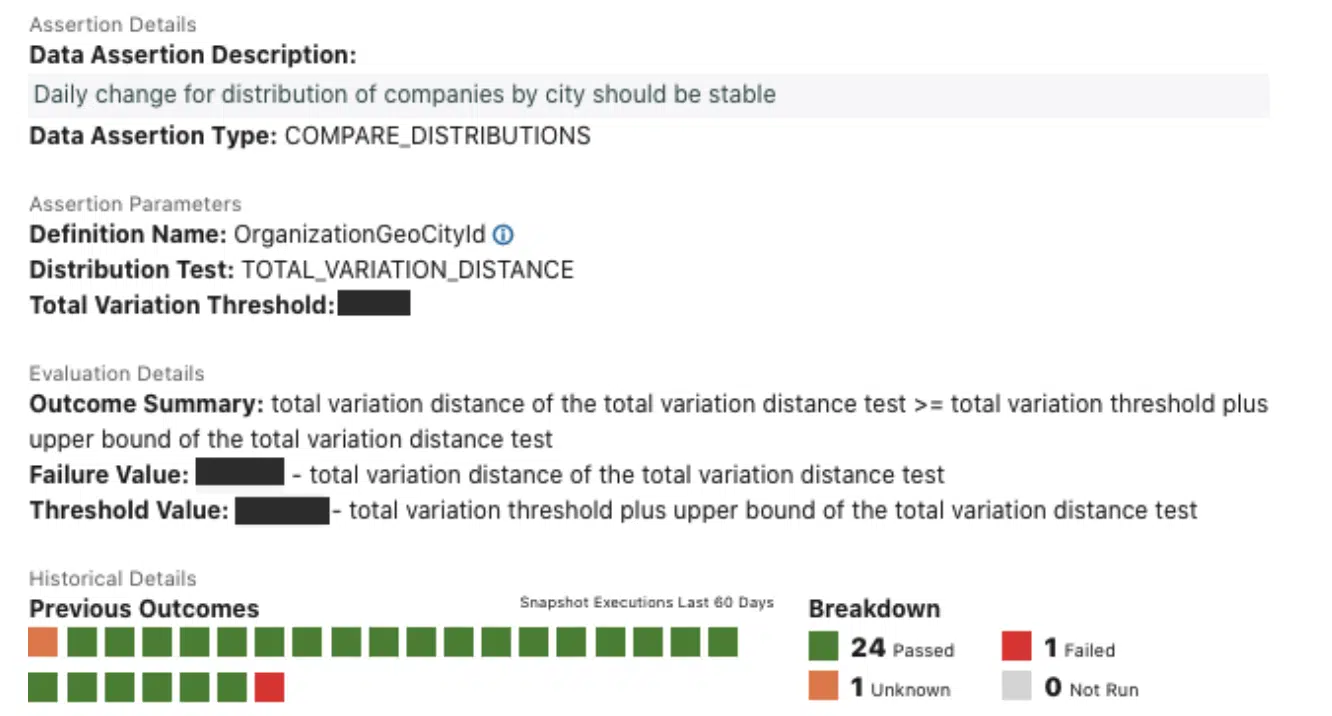 Assertion Details
Data Assertion Description:
Daily change for distribution of companies by city should be stable
Data Assertion Type: COMPARE_DISTRIBUTIONS
Assertion Parameters
Definition Name: OrganizationGeoCityId
Distribution Test: TOTAL_VARIATION_DISTANCE
Total Variation Threshold:
Evaluation Details
Outcome Summary: total variation distance of the total variation distance test >= total variation threshold plus
upper bound of the total variation distance test
Failure Value: - total variation distance of the total variation distance test
Threshold Value: - total variation threshold plus upper bound of the total variation distance test
Historical Details
Previous Outcomes Snapshot Executions Last 60 Days Breakdown
24 Passed 1 Failed
1 Unknown 0 Not Run